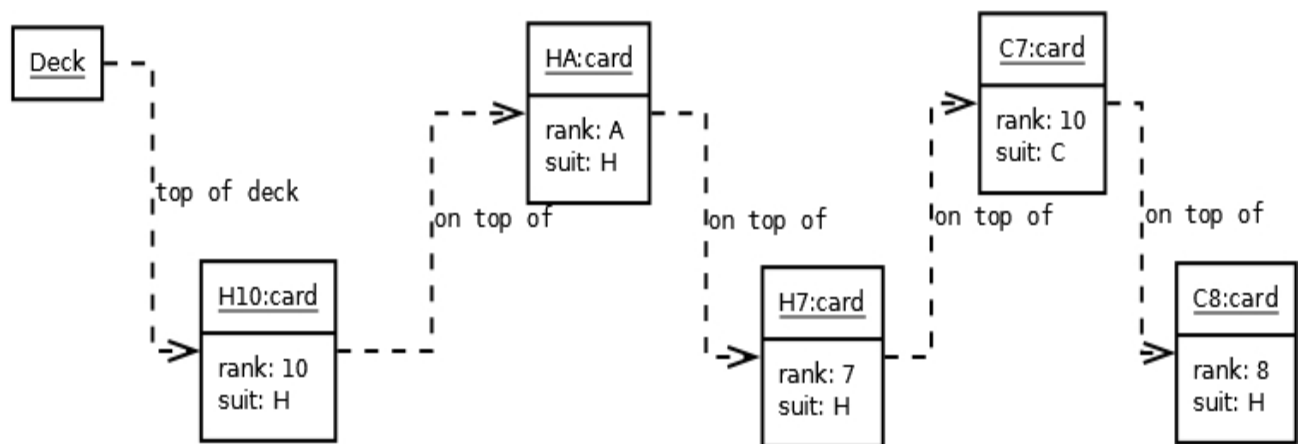 Deck
top of deck
H10:card
rank: 10
suit: H
on top of
HA:card
rank: A
suit: H
on top of
H7:card
rank: 7
suit: H
on top of
C7:card
rank: 10
suit: C
on top of
C8:card
rank: 8
suit: H